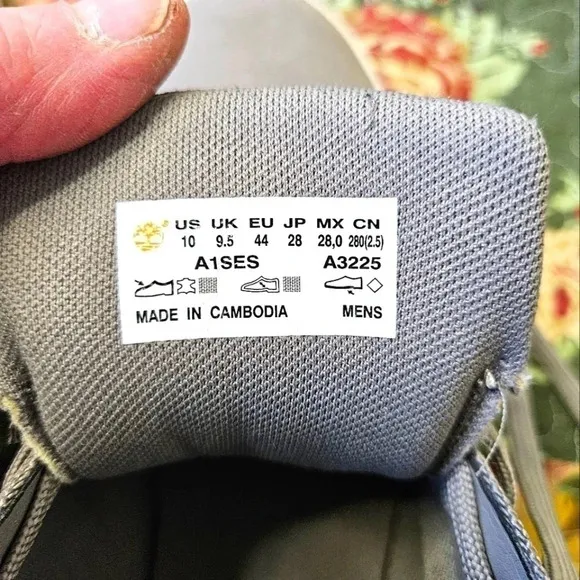 US UK EU JP MX CN
10 9.5 44 28 28,0 280(2.5)
A1SES A3225
MADE IN CAMBODIA MENS